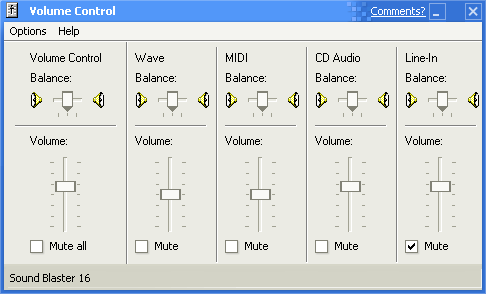 Volume Control
Comments?
Options Help
Volume Control Wave MIDI CD Audio Line-In
Balance: Balance: Balance: Balance: Balance:
Volume: Volume: Volume: Volume: Volume:
Mute all Mute Mute Mute Mute
Sound Blaster 16